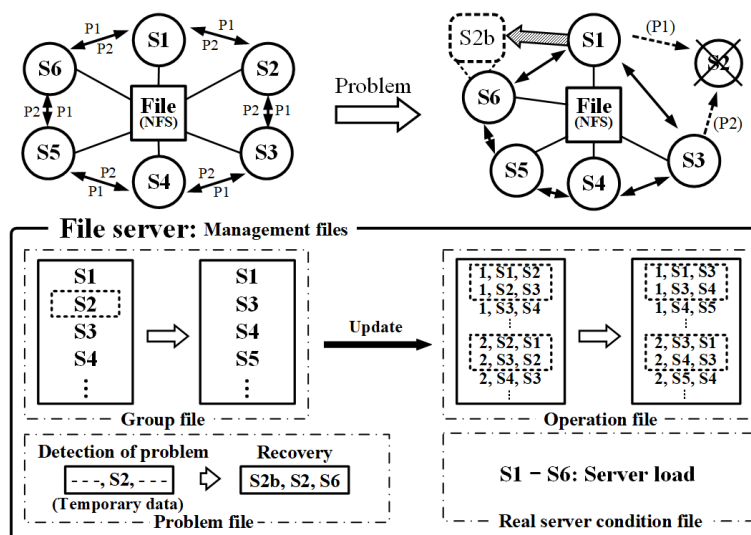 P1
P2
S1
P1
P2
S6
S2
P2
P1
File
(NFS)
P2
P1
S5
S3
P2
P1
S4
P2
P1
Problem
S2b
S1
(P1)
S2
S6
File
(NFS)
(P2)
S5
S4
S3
File server: Management files
S1
S2
S3
S4
⋮
S1
S3
S4
S5
⋮
Group file
Update
1, S1, S2
1, S2, S3
1, S3, S4
⋮
2, S2, S1
2, S3, S2
2, S4, S3
⋮
1, S1, S3
1, S3, S4
1, S4, S5
⋮
2, S3, S1
2, S4, S3
2, S5, S4
⋮
Operation file
Detection of problem
- - -, S2, - - -
(Temporary data)
Recovery
S2b, S2, S6
Problem file
S1 – S6: Server load
Real server condition file